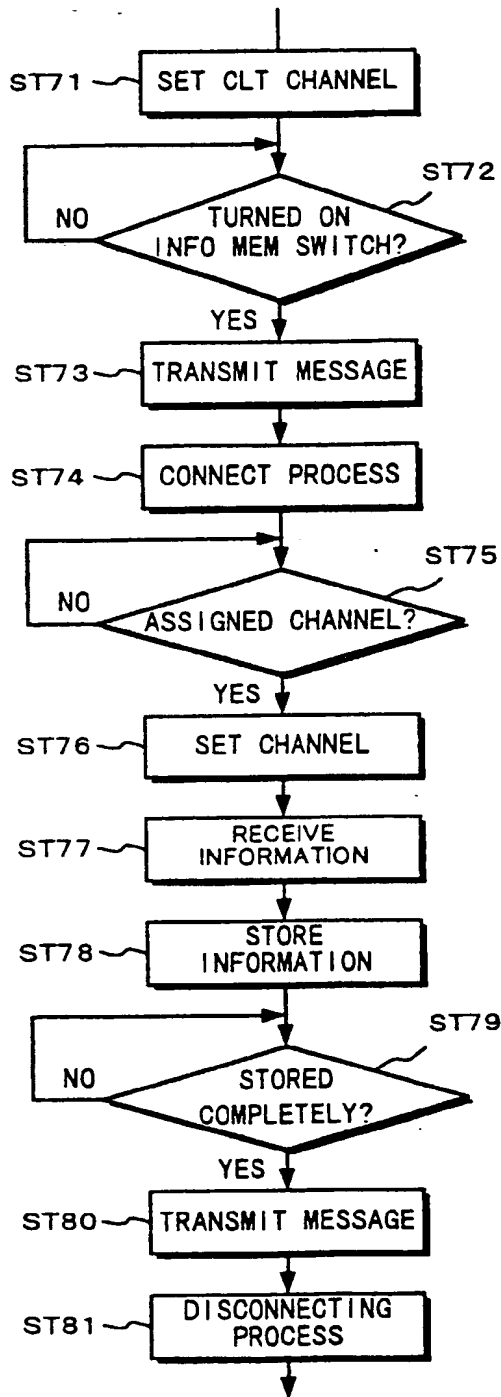 ST71
SET CLT CHANNEL
ST72
TURNED ON
INFO MEM SWITCH?
NO
YES
ST73
TRANSMIT MESSAGE
ST74
CONNECT PROCESS
ST75
ASSIGNED CHANNEL?
NO
YES
ST76
SET CHANNEL
ST77
RECEIVE
INFORMATION
ST78
STORE
INFORMATION
ST79
STORED
COMPLETELY?
NO
YES
ST80
TRANSMIT MESSAGE
ST81
DISCONNECTING
PROCESS